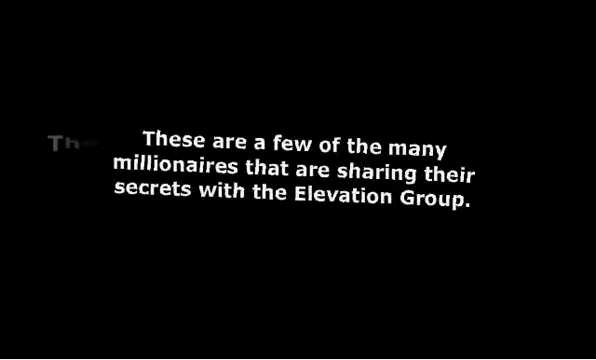 These are a few of the many
millionaires that are sharing their
secrets with the Elevation Group.